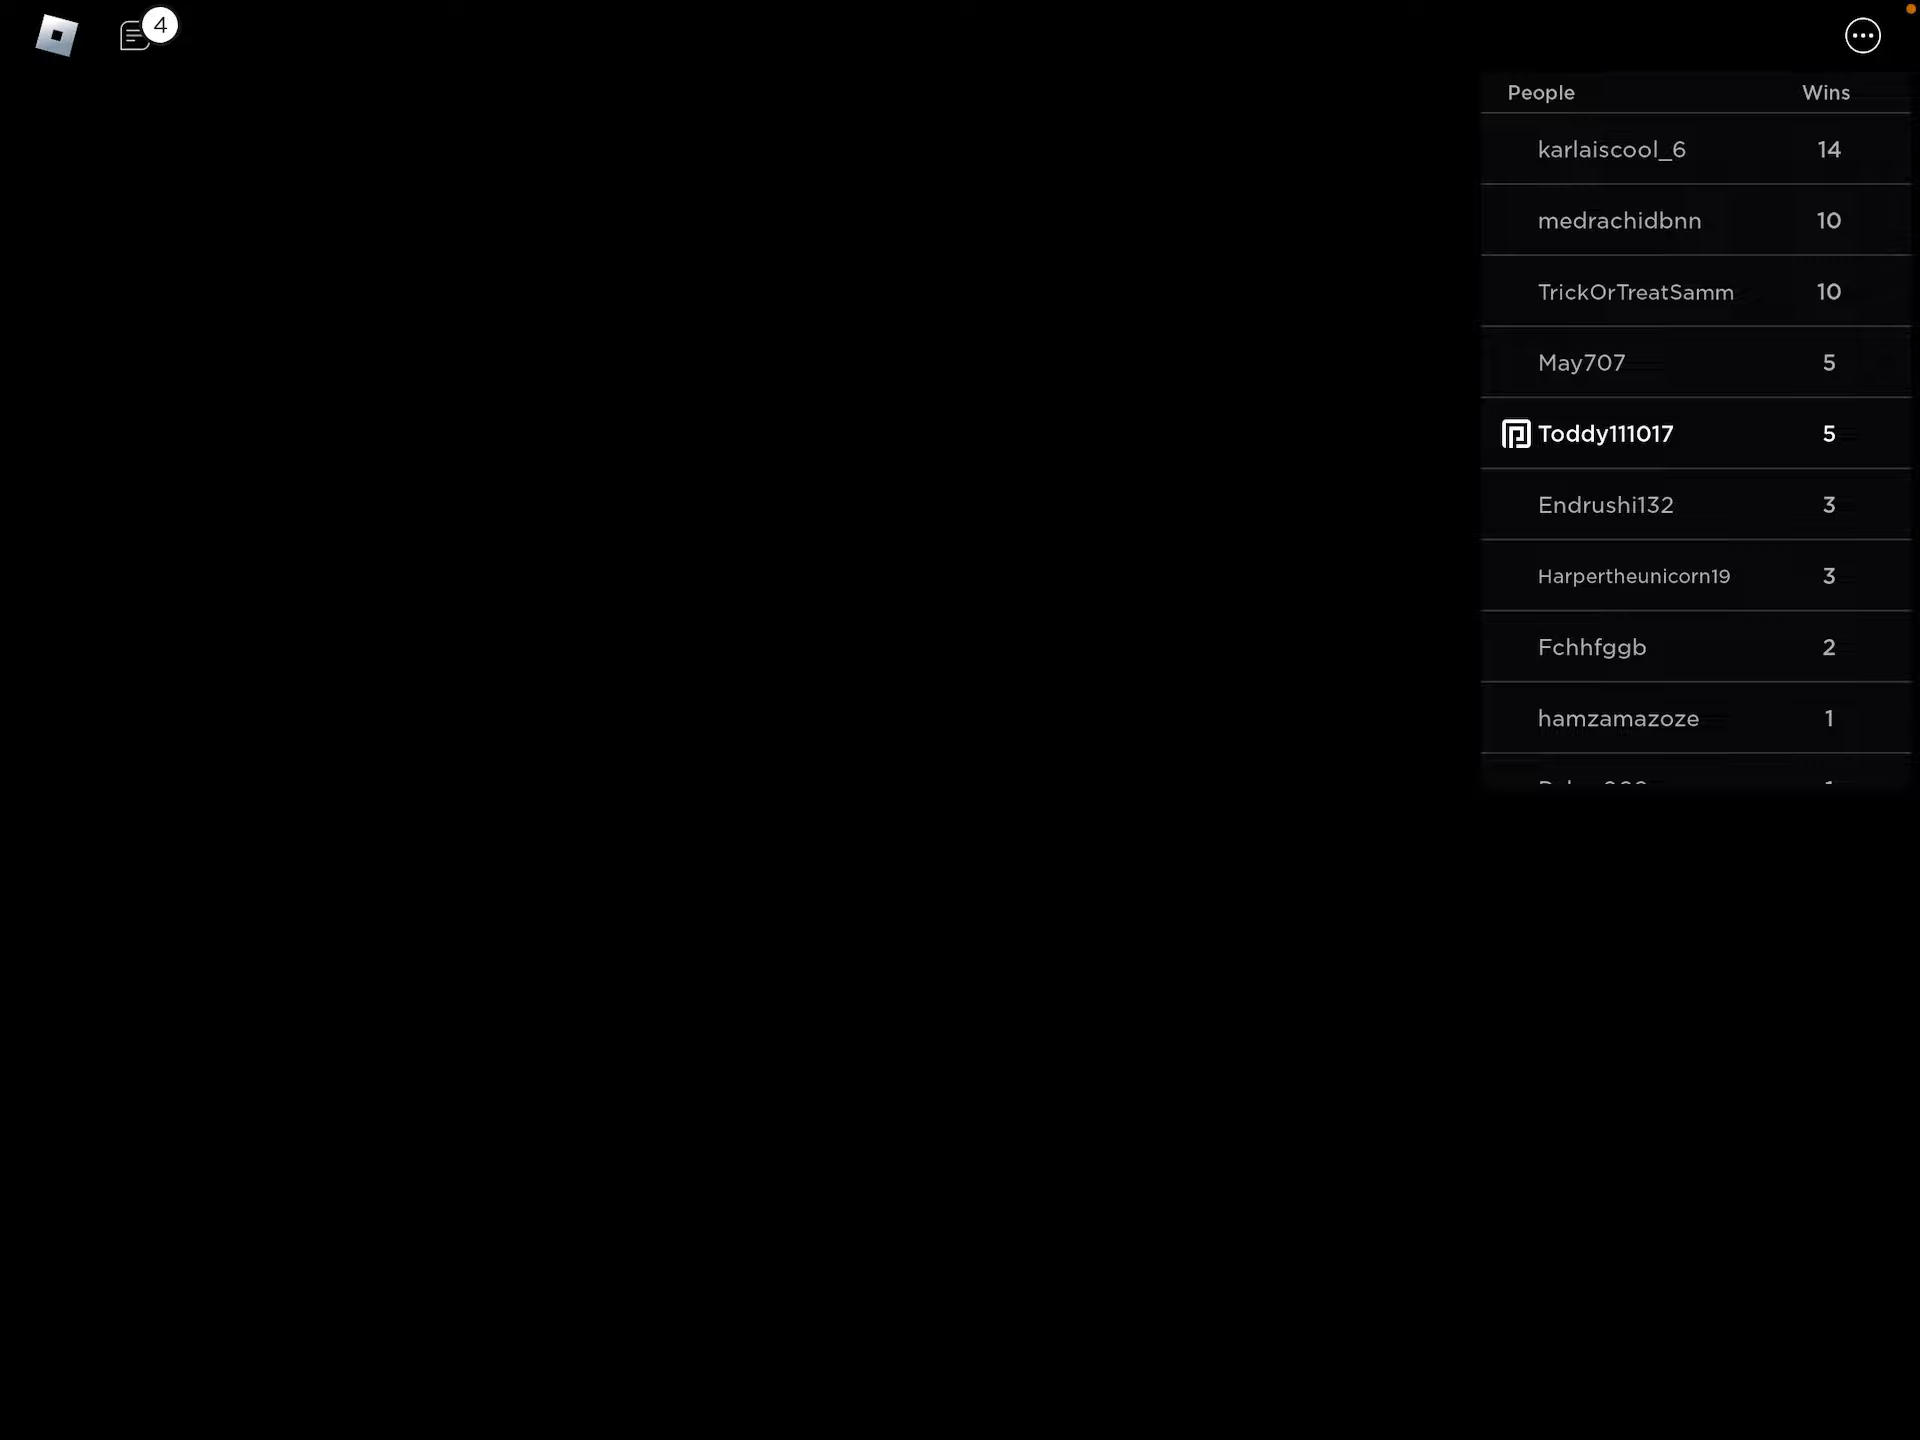 4
People Wins
karlaiscool_6 14
medrachidbnn 10
TrickOrTreatSamm 10
May707 5
Toddy111017 5
Endrushi132 3
Harpertheunicorn19 3
Fchhfggb 2
hamzamazoze 1